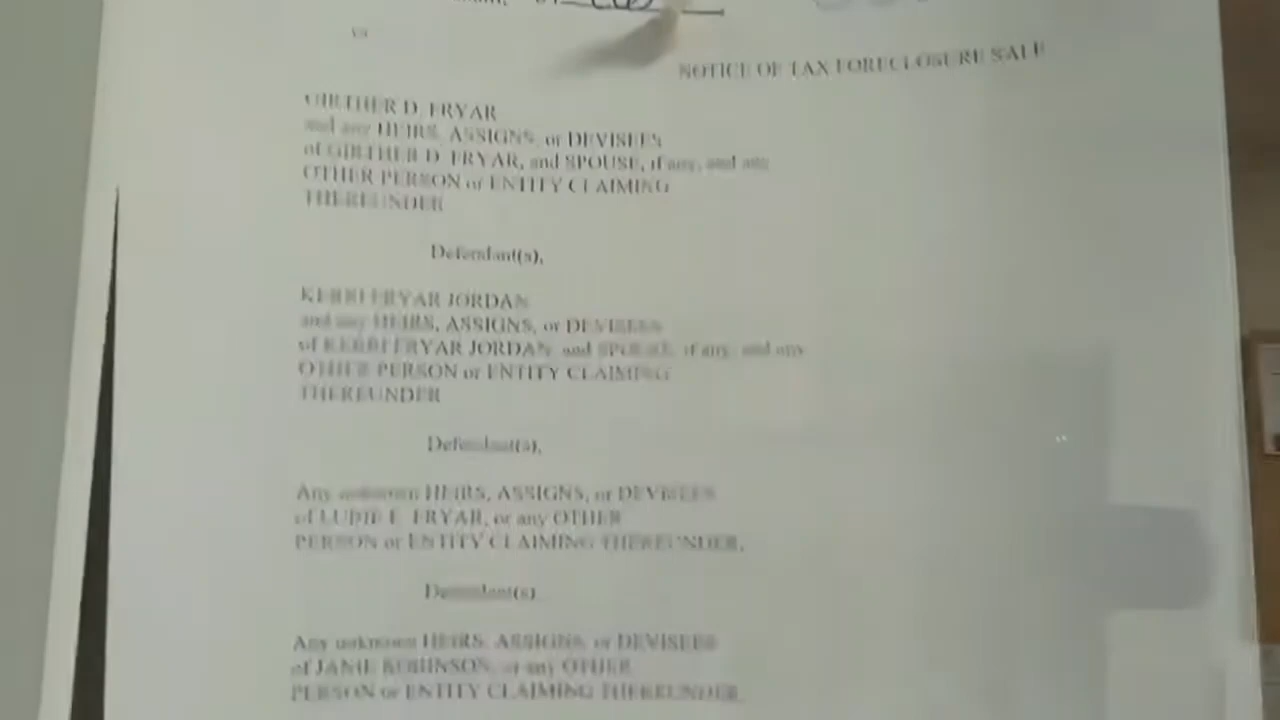 vs
NOTICE OF TAX FORECLOSURE SALE
GIRTHER D. FRYAR
and any HEIRS, ASSIGNS, or DEVISEES
of GIRTHER D. FRYAR, and SPOUSE, if any, and any
OTHER PERSON or ENTITY CLAIMING
THEREUNDER
Defendant(s),
KERRI FRYAR JORDAN
and any HEIRS, ASSIGNS, or DEVISEES
of KERRI FRYAR JORDAN and SPOUSE, if any, and any
OTHER PERSON or ENTITY CLAIMING
THEREUNDER
Defendant(s),
Any unknown HEIRS, ASSIGNS, or DEVISEES
of LUDIE E. FRYAR, or any OTHER
PERSON or ENTITY CLAIMING THEREUNDER,
Defendant(s)
Any unknown HEIRS, ASSIGNS, or DEVISEES
of JANIE ROBINSON, or any OTHER
PERSON or ENTITY CLAIMING THEREUNDER